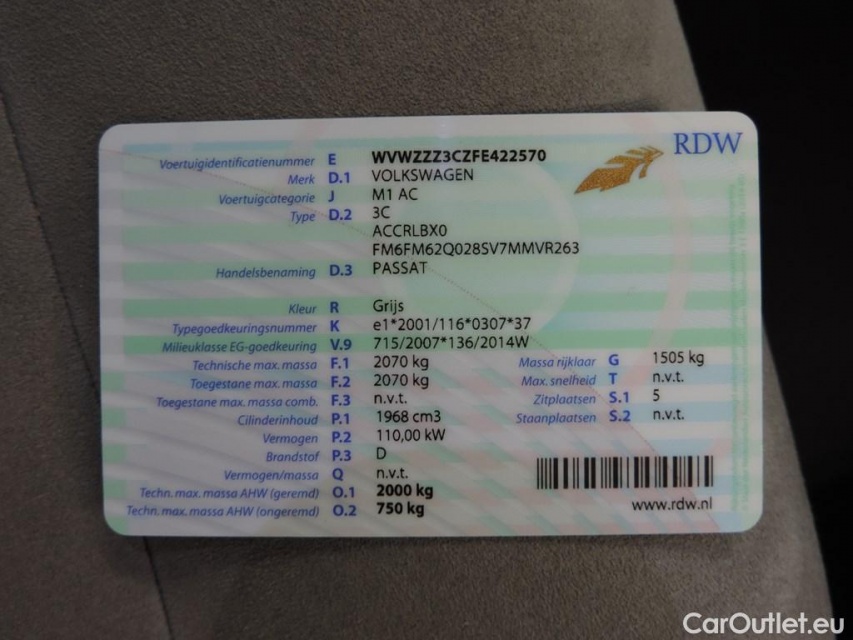 RDW
Voertuigidentificatienummer E WVWZZZ3CZFE422570
Merk D.1 VOLKSWAGEN
Voertuigcategorie J M1 AC
Type D.2 3C
ACCRLBX0
FM6FM62Q028SV7MMVR263
Handelsbenaming D.3 PASSAT
Kleur R Grijs
Typegoedkeuringsnummer K e1*2001/116*0307*37
Milieuklasse EG-goedkeuring V.9 715/2007*136/2014W
Technische max. massa F.1 2070 kg Massa rijklaar G 1505 kg
Toegestane max. massa F.2 2070 kg Max. snelheid T n.v.t.
Toegestane max. massa comb. F.3 n.v.t. Zitplaatsen S.1 5
Cilinderinhoud P.1 1968 cm3 Staanplaatsen S.2 n.v.t.
Vermogen P.2 110,00 kW
Brandstof P.3 D
Vermogen/massa Q n.v.t.
Techn. max. massa AHW (geremd) O.1 2000 kg
Techn. max. massa AHW (ongeremd) O.2 750 kg
www.rdw.nl
CarOutlet.eu